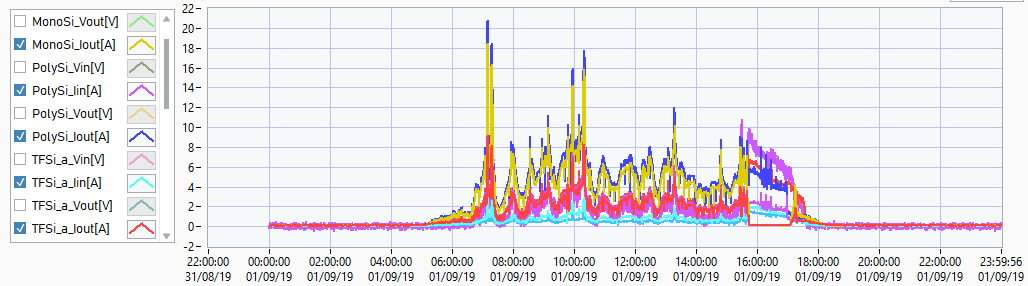 MonoSi_Vout[V]
MonoSi_Iout[A]
PolySi_Vin[V]
PolySi_Iin[A]
PolySi_Vout[V]
PolySi_Iout[A]
TFSi_a_Vin[V]
TFSi_a_Iin[A]
TFSi_a_Vout[V]
TFSi_a_Iout[A]
22
20
18
16
14
12
10
8
6
4
2
0
-2
22:00:00 00:00:00 02:00:00 04:00:00 06:00:00 08:00:00 10:00:00 12:00:00 14:00:00 16:00:00 18:00:00 20:00:00 22:00:00 23:59:56
31/08/19 01/09/19 01/09/19 01/09/19 01/09/19 01/09/19 01/09/19 01/09/19 01/09/19 01/09/19 01/09/19 01/09/19 01/09/19 01/09/19